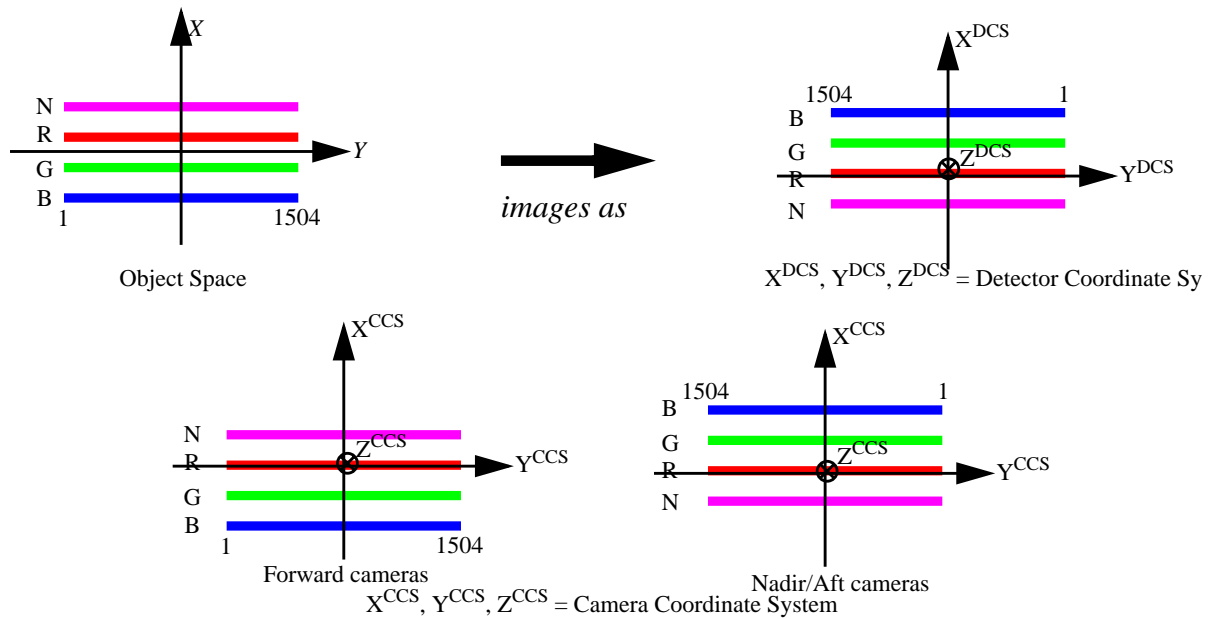 X
N
R
Y
G
B
1
1504
Object Space
images as
X^DCS
1504
1
B
G
Z^DCS
R
Y^DCS
N
X^DCS, Y^DCS, Z^DCS = Detector Coordinate Sy
X^CCS
N
Z^CCS
R
Y^CCS
G
B
1
1504
Forward cameras
X^CCS
1504
1
B
G
Z^CCS
R
Y^CCS
N
Nadir/Aft cameras
X^CCS, Y^CCS, Z^CCS = Camera Coordinate System